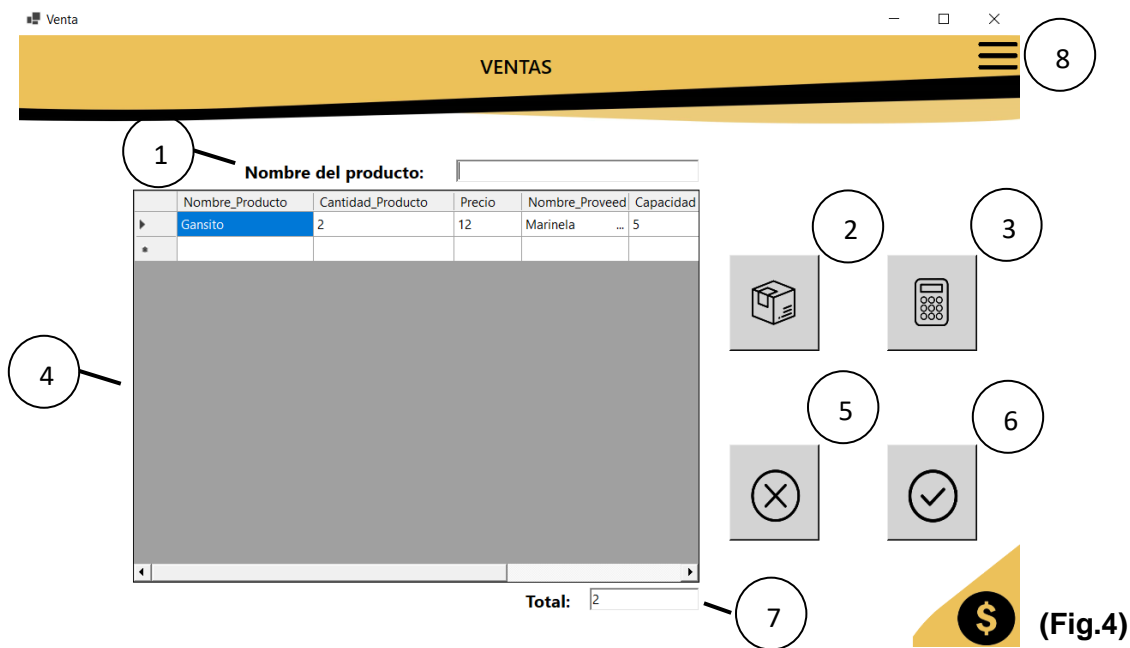 Venta
VENTAS
8
1
Nombre del producto:
Nombre_Producto Cantidad_Producto Precio Nombre_Proveed Capacidad
Gansito 2 12 Marinela ... 5
2
3
4
5
6
Total: 2
7
$
(Fig.4)